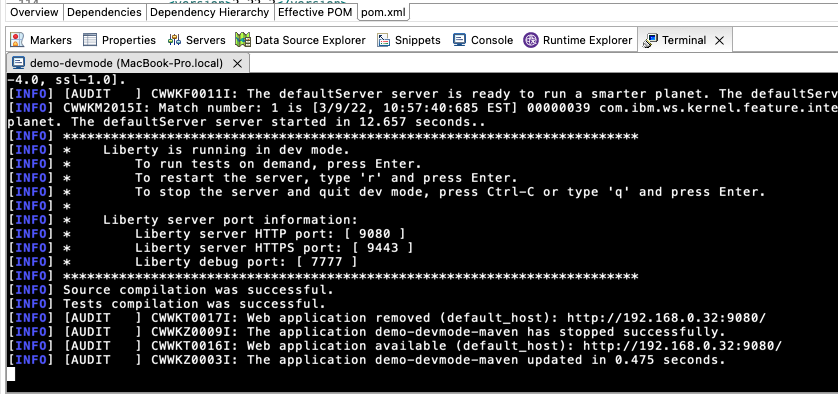 Overview Dependencies Dependency Hierarchy Effective POM pom.xml
Markers Properties Servers Data Source Explorer Snippets Console Runtime Explorer Terminal
demo-devmode (MacBook-Pro.local)
-4.0, ssl-1.0].
[INFO] [AUDIT   ] CWWKF0011I: The defaultServer server is ready to run a smarter planet. The defaultServ
[INFO] CWWKM2015I: Match number: 1 is [3/9/22, 10:57:40:685 EST] 00000039 com.ibm.ws.kernel.feature.inte
planet. The defaultServer server started in 12.657 seconds..
[INFO] ************************************************************************
[INFO] *    Liberty is running in dev mode.
[INFO] *        To run tests on demand, press Enter.
[INFO] *        To restart the server, type 'r' and press Enter.
[INFO] *        To stop the server and quit dev mode, press Ctrl-C or type 'q' and press Enter.
[INFO] *
[INFO] *    Liberty server port information:
[INFO] *        Liberty server HTTP port: [ 9080 ]
[INFO] *        Liberty server HTTPS port: [ 9443 ]
[INFO] *        Liberty debug port: [ 7777 ]
[INFO] ************************************************************************
[INFO] Source compilation was successful.
[INFO] Tests compilation was successful.
[INFO] [AUDIT   ] CWWKT0017I: Web application removed (default_host): http://192.168.0.32:9080/
[INFO] [AUDIT   ] CWWKZ0009I: The application demo-devmode-maven has stopped successfully.
[INFO] [AUDIT   ] CWWKT0016I: Web application available (default_host): http://192.168.0.32:9080/
[INFO] [AUDIT   ] CWWKZ0003I: The application demo-devmode-maven updated in 0.475 seconds.